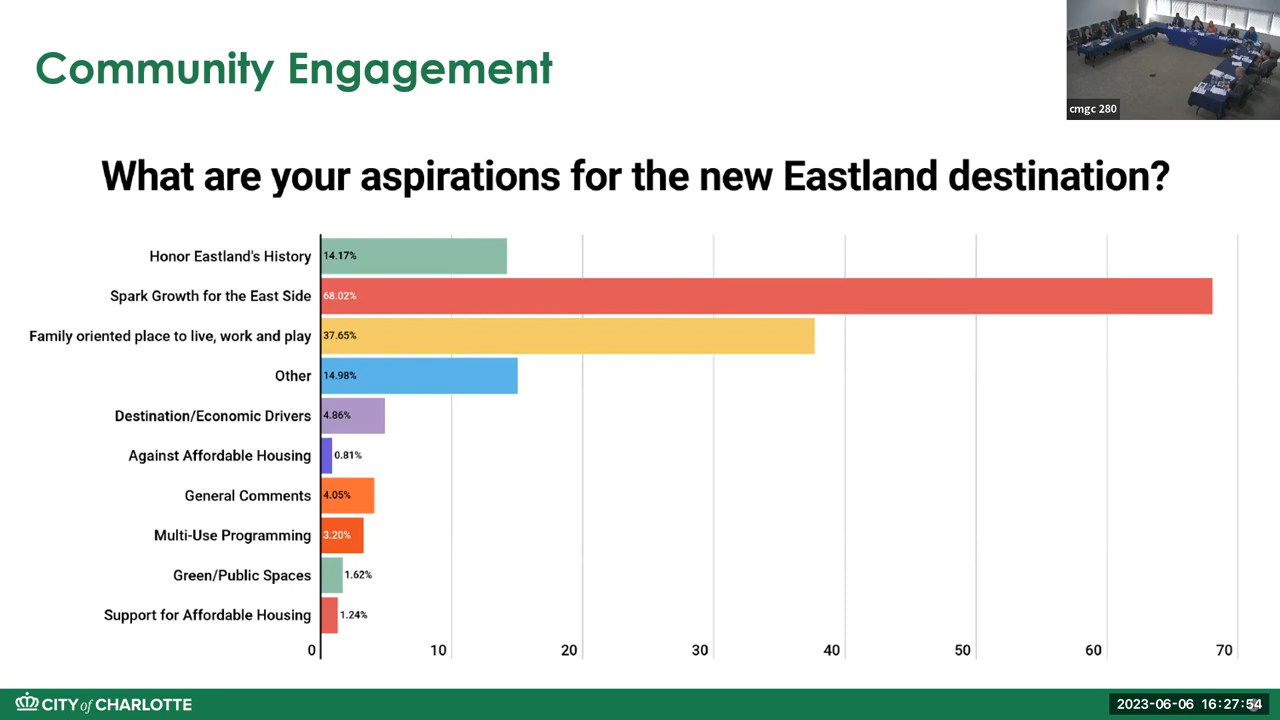 Community Engagement
cmgc 280
What are your aspirations for the new Eastland destination?
Honor Eastland's History 14.17%
Spark Growth for the East Side 68.02%
Family oriented place to live, work and play 37.65%
Other 14.98%
Destination/Economic Drivers 4.86%
Against Affordable Housing 0.81%
General Comments 4.05%
Multi-Use Programming 3.20%
Green/Public Spaces 1.62%
Support for Affordable Housing 1.24%
0 10 20 30 40 50 60 70
CITY of CHARLOTTE
2023-06-06 16:27:54